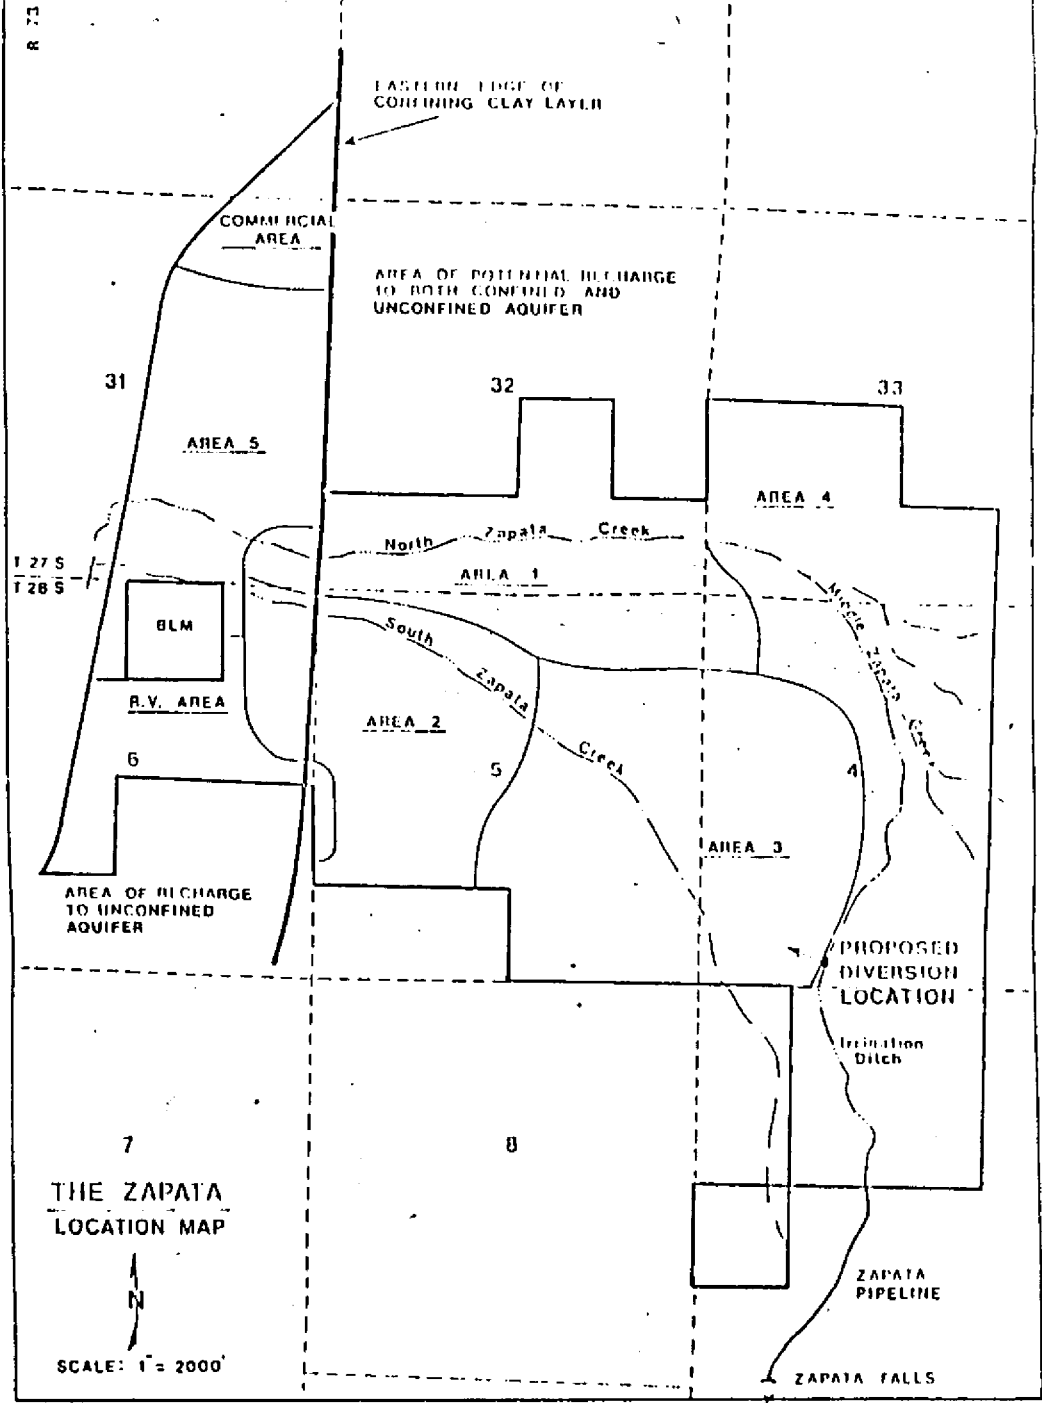 R 73
EASTERN EDGE OF
CONFINING CLAY LAYER
COMMERCIAL
AREA
AREA OF POTENTIAL RECHARGE
TO BOTH CONFINED AND
UNCONFINED AQUIFER
31
32
33
AREA 5
AREA 4
North Zapata Creek
T 27 S
T 28 S
AREA 1
BLM
South Zapata Creek
Middle Zapata Creek
R.V. AREA
AREA 2
6
5
4
AREA 3
AREA OF RECHARGE
TO UNCONFINED
AQUIFER
PROPOSED
DIVERSION
LOCATION
Irrigation
Ditch
7
8
THE ZAPATA
LOCATION MAP
N
SCALE: 1" = 2000'
ZAPATA
PIPELINE
ZAPATA FALLS